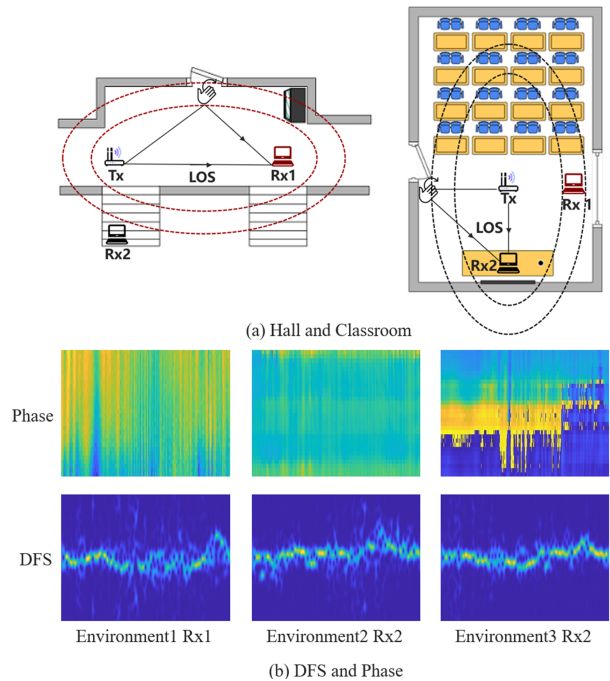 Tx
LOS
Rx1
Rx2
Tx
Rx 1
LOS
Rx2
(a) Hall and Classroom
Phase
DFS
Environment1 Rx1
Environment2 Rx2
Environment3 Rx2
(b) DFS and Phase